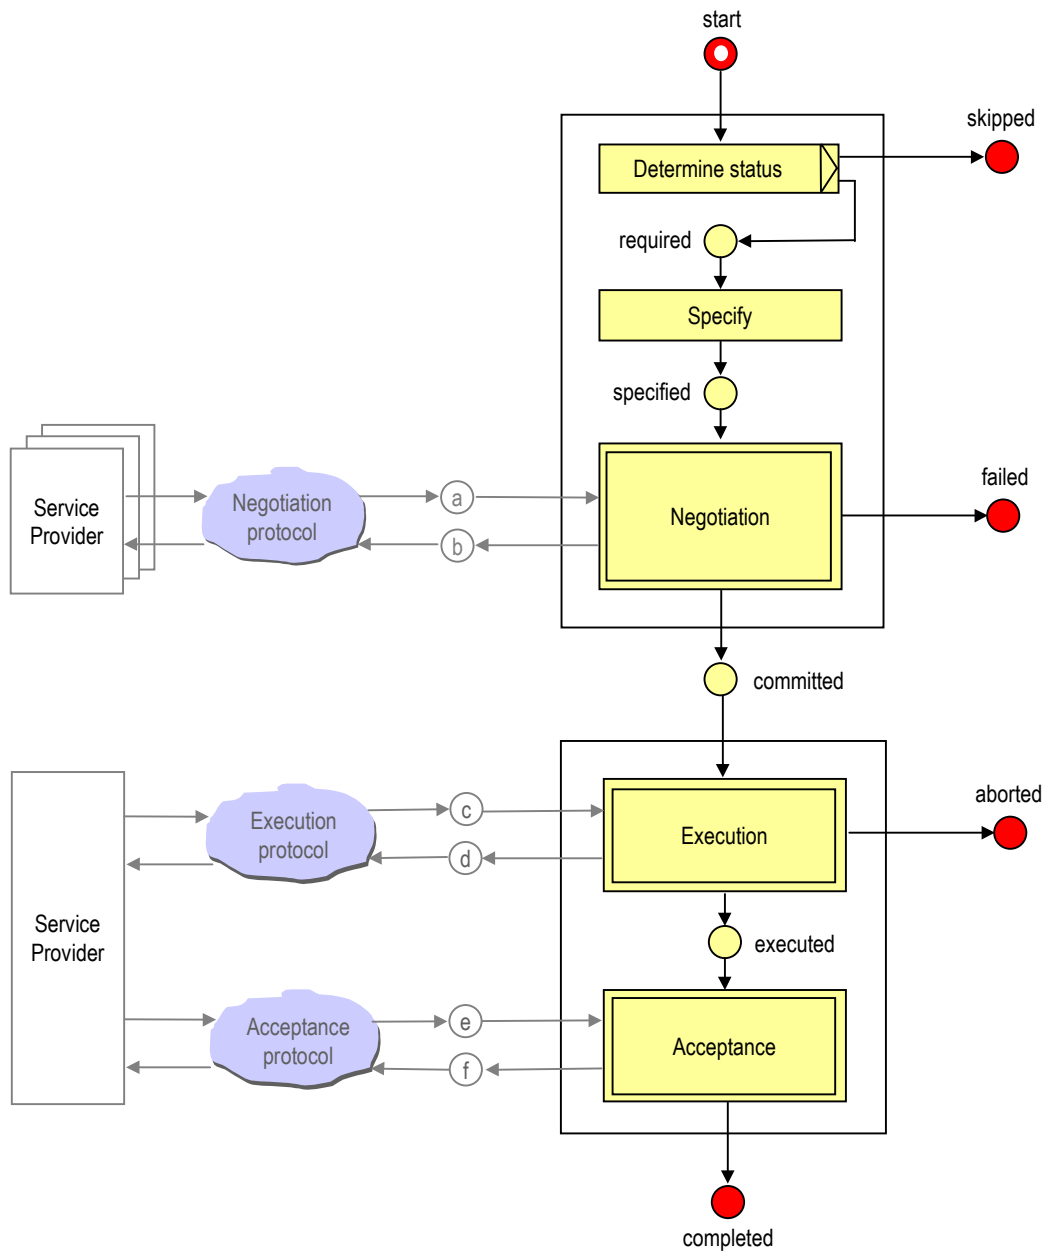 start
skipped
Determine status
required
Specify
specified
failed
Service
Provider
Negotiation
protocol
a
b
Negotiation
committed
aborted
Execution
protocol
c
d
Execution
Service
Provider
executed
Acceptance
protocol
e
f
Acceptance
completed